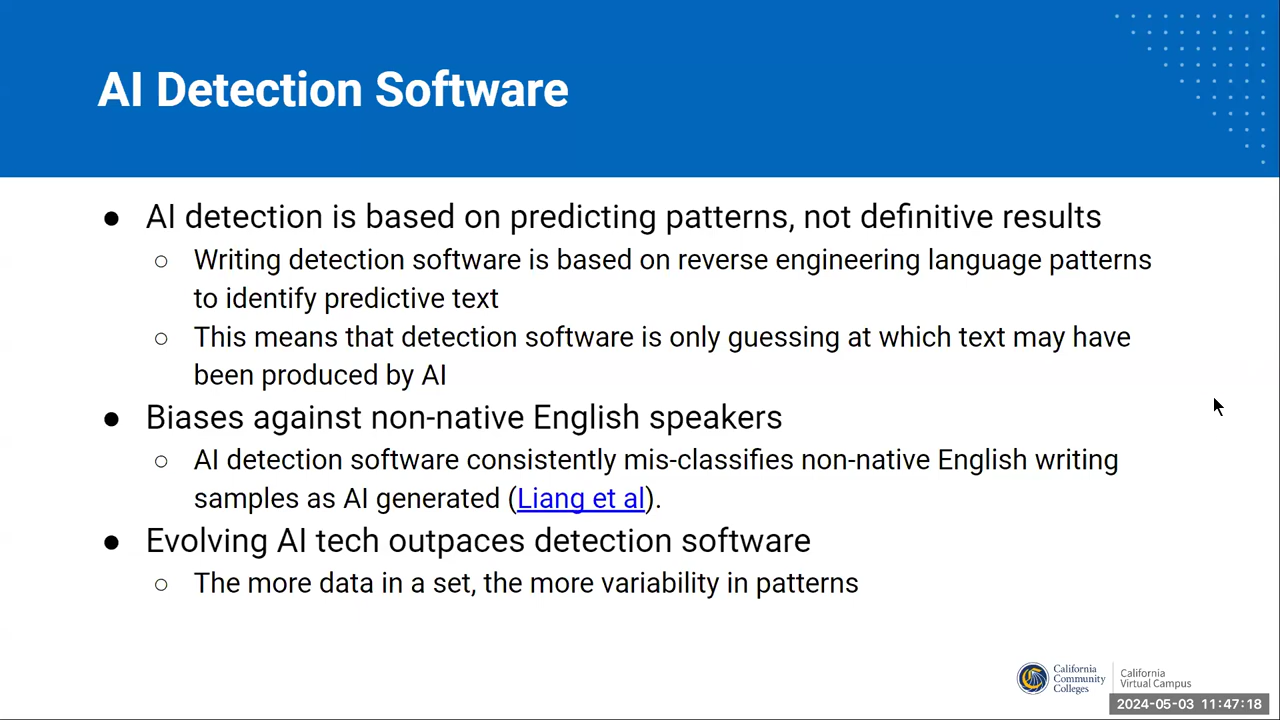 AI Detection Software
● AI detection is based on predicting patterns, not definitive results
○ Writing detection software is based on reverse engineering language patterns
to identify predictive text
○ This means that detection software is only guessing at which text may have
been produced by AI
● Biases against non-native English speakers
○ AI detection software consistently mis-classifies non-native English writing
samples as AI generated (Liang et al).
● Evolving AI tech outpaces detection software
○ The more data in a set, the more variability in patterns
California
Community
Colleges
California
Virtual Campus
2024-05-03 11:47:18